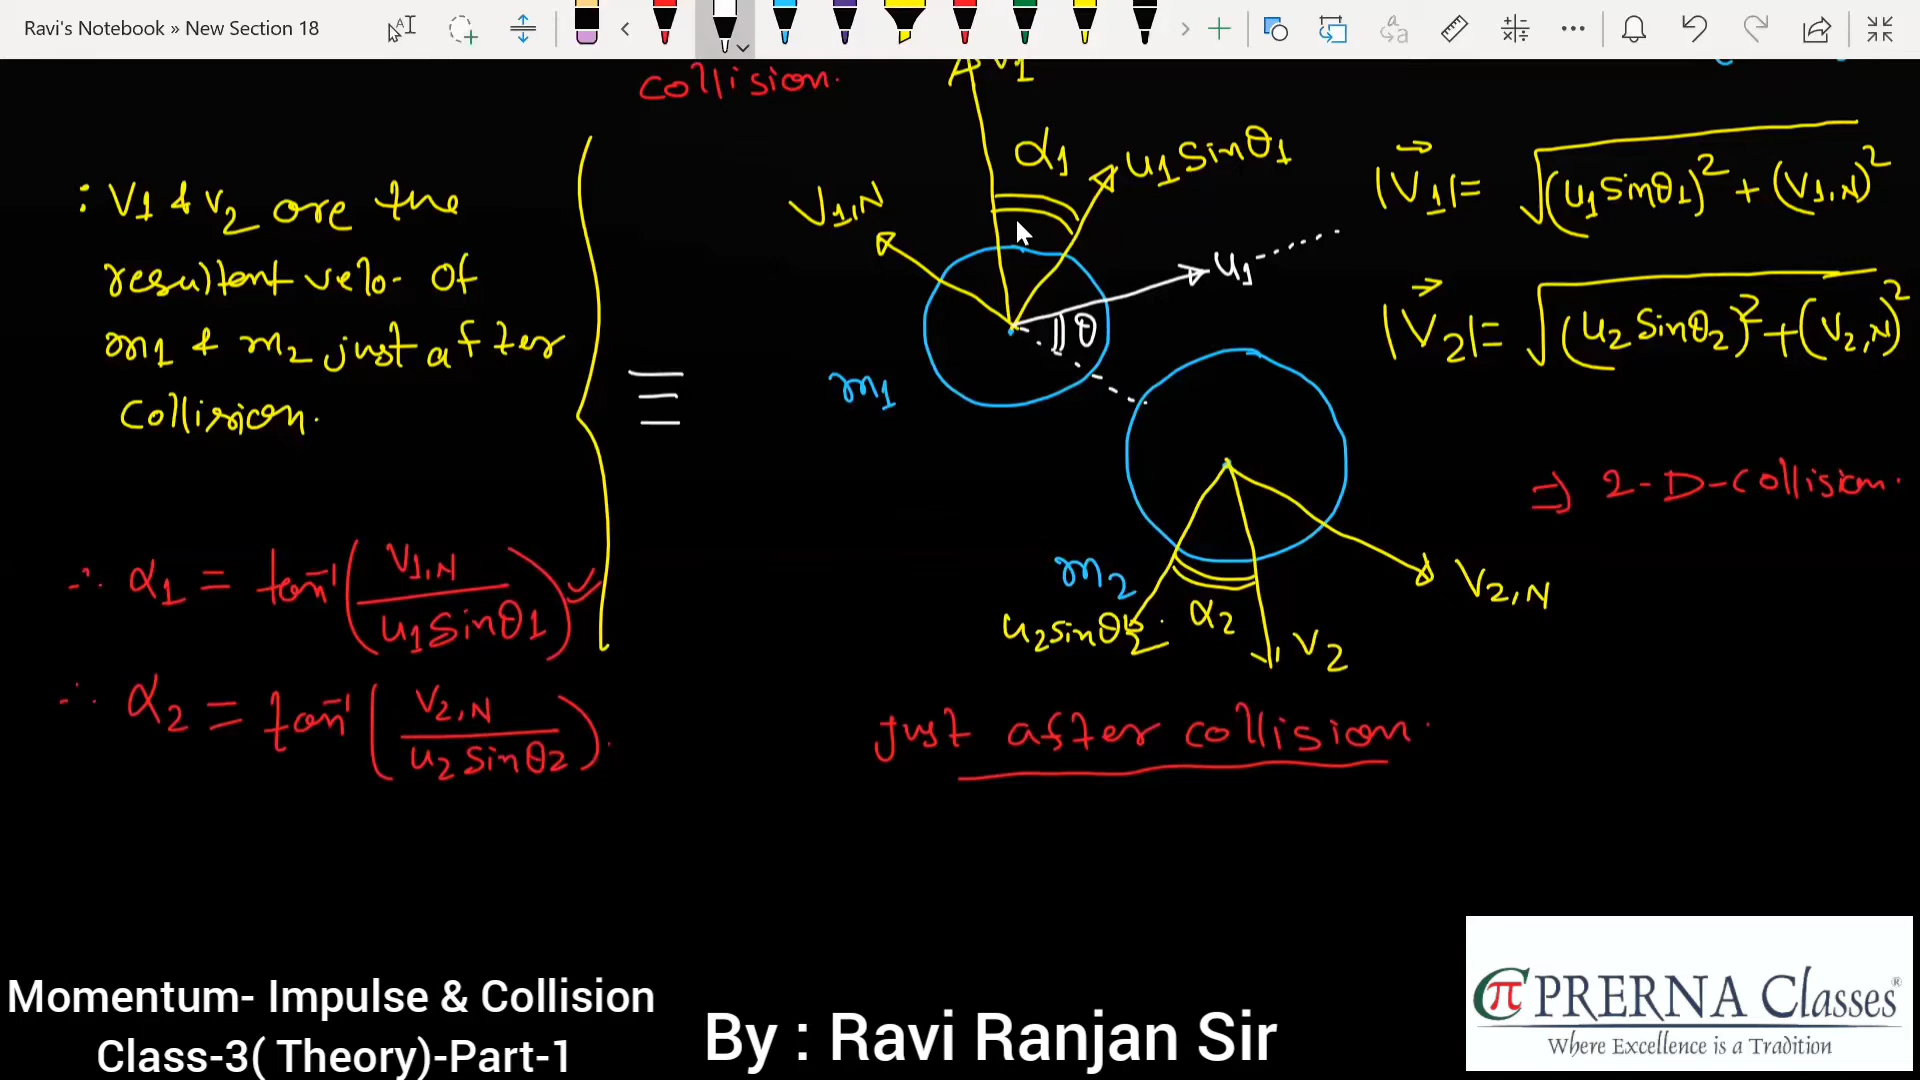 Ravi's Notebook » New Section 18
collision.
V1
α1
u1 sinθ1
V1,N
u1
θ
m1
|V1| = √(u1 sinθ1)² + (V1,N)²
|V2| = √(u2 sinθ2)² + (V2,N)²
: V1 & V2 are the
resultant velo. of
m1 & m2 just after
collision.
≡
⇒ 2-D-collision.
m2
u2 sinθ2
α2
V2
V2,N
∴ α1 = tan⁻¹ (V1,N / u1 sinθ1)
∴ α2 = tan⁻¹ (V2,N / u2 sinθ2).
just after collision.
Momentum- Impulse & Collision
Class-3( Theory)-Part-1
By : Ravi Ranjan Sir
π PRERNA Classes®
Where Excellence is a Tradition